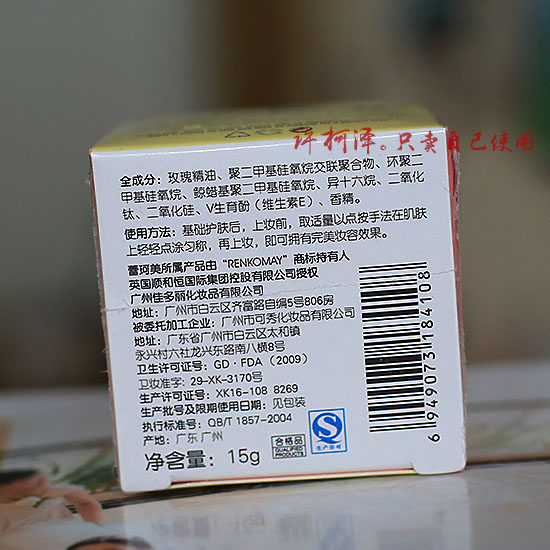 许柯泽。只卖自己使用
全成分：玫瑰精油、聚二甲基硅氧烷交联聚合物、环聚二
甲基硅氧烷、鲸蜡基聚二甲基硅氧烷、异十六烷、二氧化
钛、二氧化硅、V生育酚（维生素E）、香精。
使用方法：基础护肤后，上妆前，取适量以点按手法在肌肤
上轻轻点涂匀称，再上妆，即可拥有完美妆容效果。
蕾珂美所属产品由“RENKOMAY”商标持有人
英国顺和恒国际集团控股有限公司授权
广州佳多丽化妆品有限公司
地址：广州市白云区齐富路自编5号806房
被委托加工企业：广州市可秀化妆品有限公司
地址：广东省广州市白云区太和镇
永兴村六社龙兴东路南八横8号
卫生许可证号：GD·FDA（2009）
卫妆准字：29-XK-3170号
生产许可证号：XK16-108 8269
生产批号及限期使用日期：见包装
执行标准号：QB/T 1857-2004
产地：广东 广州
合格品
QUALIFIED
PRODUCTS
生产许可
净含量：15g
6949073184108